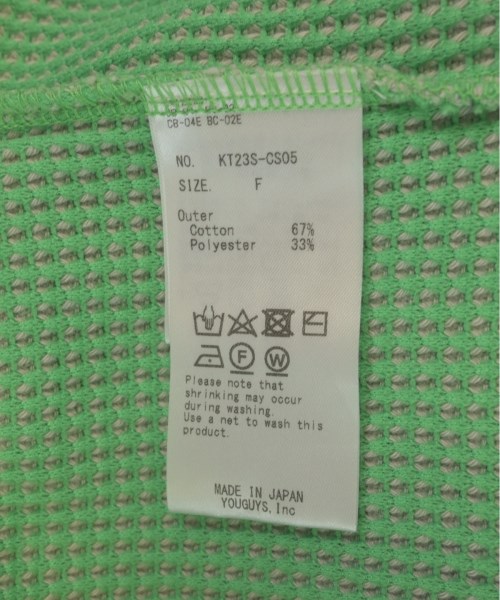 CB-04E BC-02E
NO. KT23S-CS05
SIZE. F
Outer
Cotton 67%
Polyester 33%
F W
Please note that
shrinking may occur
during washing.
Use a net to wash this
product.
MADE IN JAPAN
YOUGUYS, Inc